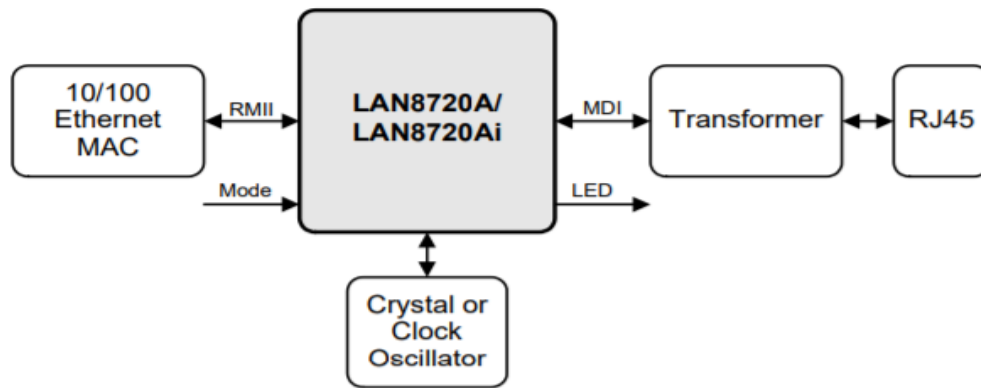 10/100
Ethernet
MAC
RMII
Mode
LAN8720A/
LAN8720Ai
MDI
LED
Transformer
RJ45
Crystal or
Clock
Oscillator